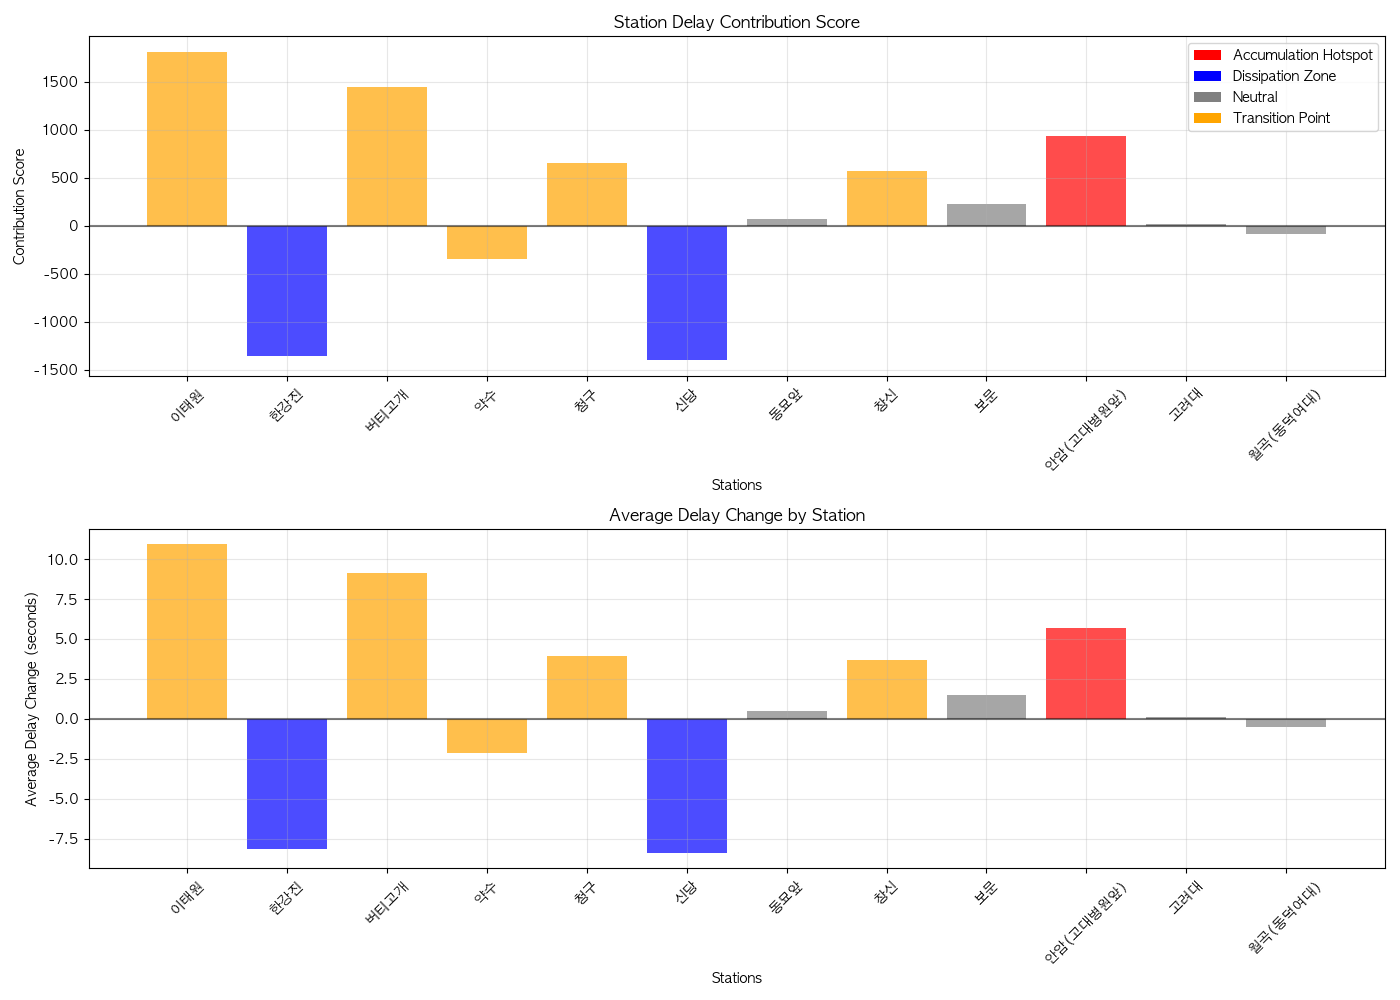 Station Delay Contribution Score
Contribution Score
1500
1000
500
0
-500
-1000
-1500
Accumulation Hotspot
Dissipation Zone
Neutral
Transition Point
이태원
한강진
버티고개
약수
청구
신당
동묘앞
창신
보문
안암(고대병원앞)
고려대
월곡(동덕여대)
Stations
Average Delay Change by Station
Average Delay Change (seconds)
10.0
7.5
5.0
2.5
0.0
-2.5
-5.0
-7.5
이태원
한강진
버티고개
약수
청구
신당
동묘앞
창신
보문
안암(고대병원앞)
고려대
월곡(동덕여대)
Stations